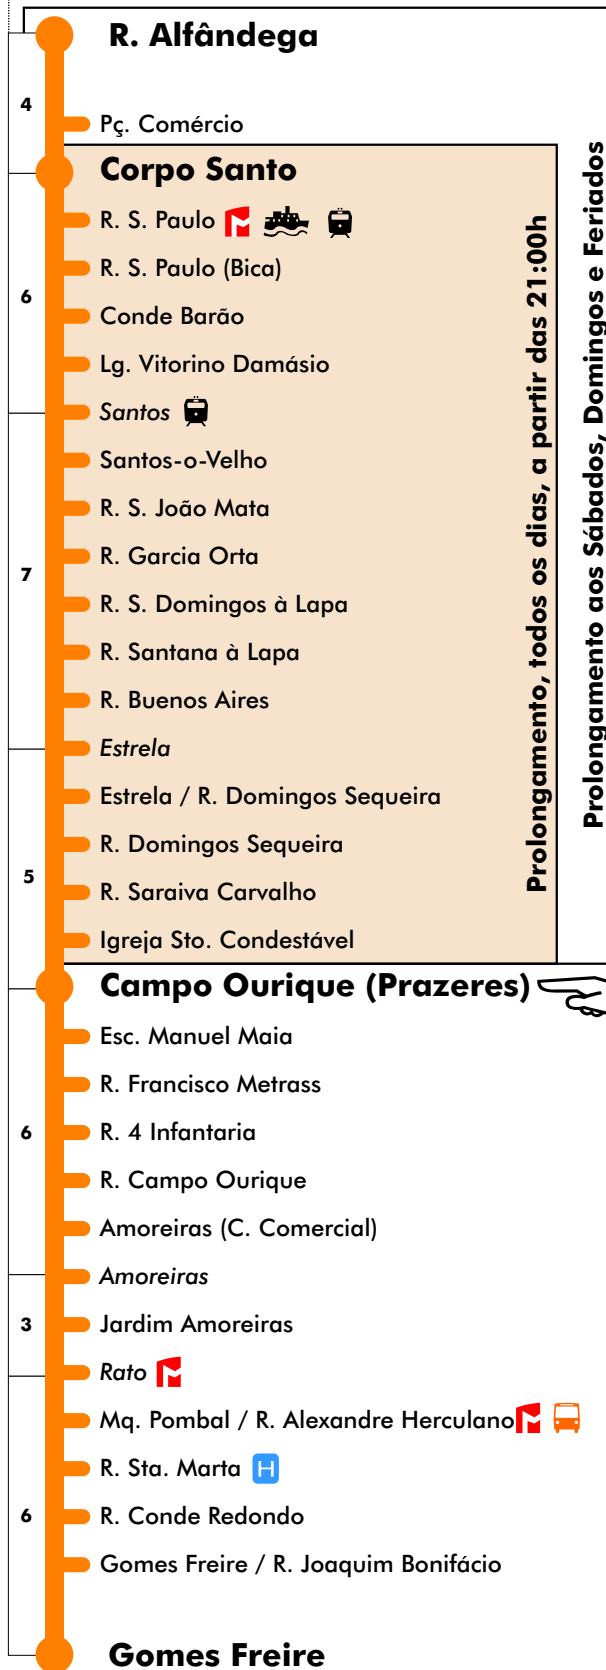 R. Alfândega
4
Pç. Comércio
Corpo Santo
R. S. Paulo
R. S. Paulo (Bica)
6
Conde Barão
Lg. Vitorino Damásio
Santos
Santos-o-Velho
R. S. João Mata
R. Garcia Orta
7
R. S. Domingos à Lapa
R. Santana à Lapa
R. Buenos Aires
Estrela
Estrela / R. Domingos Sequeira
R. Domingos Sequeira
5
R. Saraiva Carvalho
Igreja Sto. Condestável
Prolongamento, todos os dias, a partir das 21:00h
Prolongamento aos Sábados, Domingos e Feriados
Campo Ourique (Prazeres)
Esc. Manuel Maia
R. Francisco Metrass
6
R. 4 Infantaria
R. Campo Ourique
Amoreiras (C. Comercial)
Amoreiras
3
Jardim Amoreiras
Rato
Mq. Pombal / R. Alexandre Herculano
R. Sta. Marta H
6
R. Conde Redondo
Gomes Freire / R. Joaquim Bonifácio
Gomes Freire